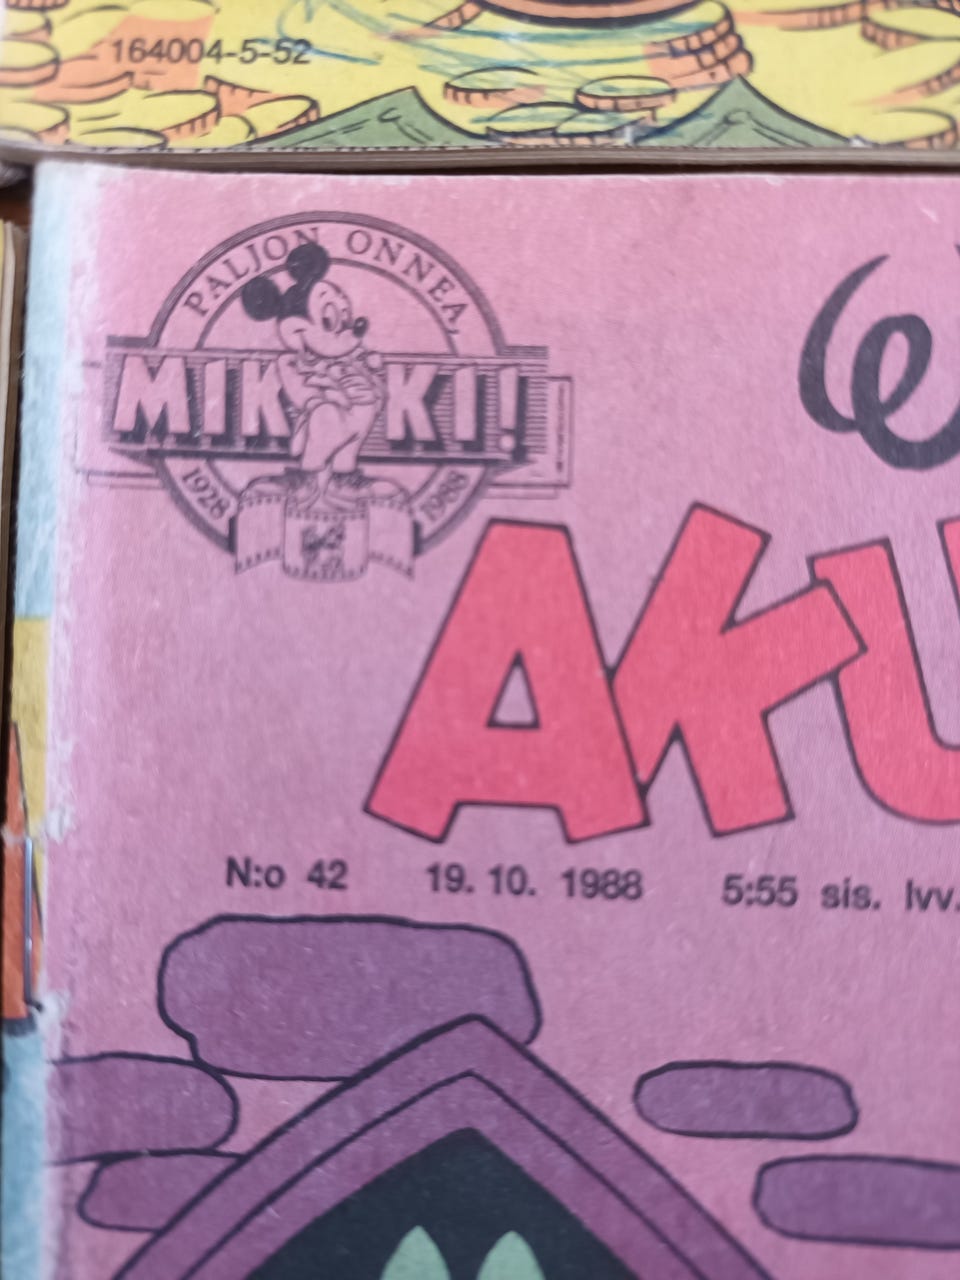 164004-5-52
PALJON ONNEA,
MIKKI!
1928 1988
AKU
N:o 42 19. 10. 1988 5:55 sis. lvv.